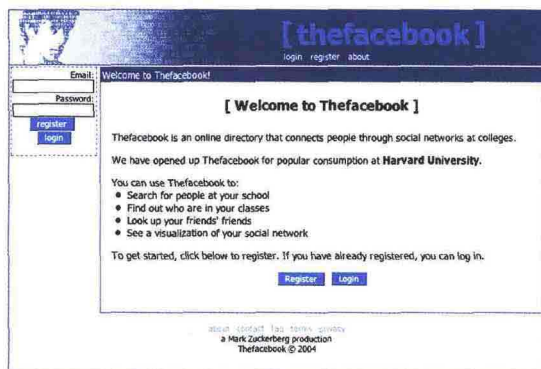 [ thefacebook ]
login register about
Email:
Password:
register
login
Welcome to Thefacebook!
[ Welcome to Thefacebook ]
Thefacebook is an online directory that connects people through social networks at colleges.
We have opened up Thefacebook for popular consumption at Harvard University.
You can use Thefacebook to:
• Search for people at your school
• Find out who are in your classes
• Look up your friends' friends
• See a visualization of your social network
To get started, click below to register. If you have already registered, you can log in.
Register Login
about contact faq terms privacy
a Mark Zuckerberg production
Thefacebook © 2004